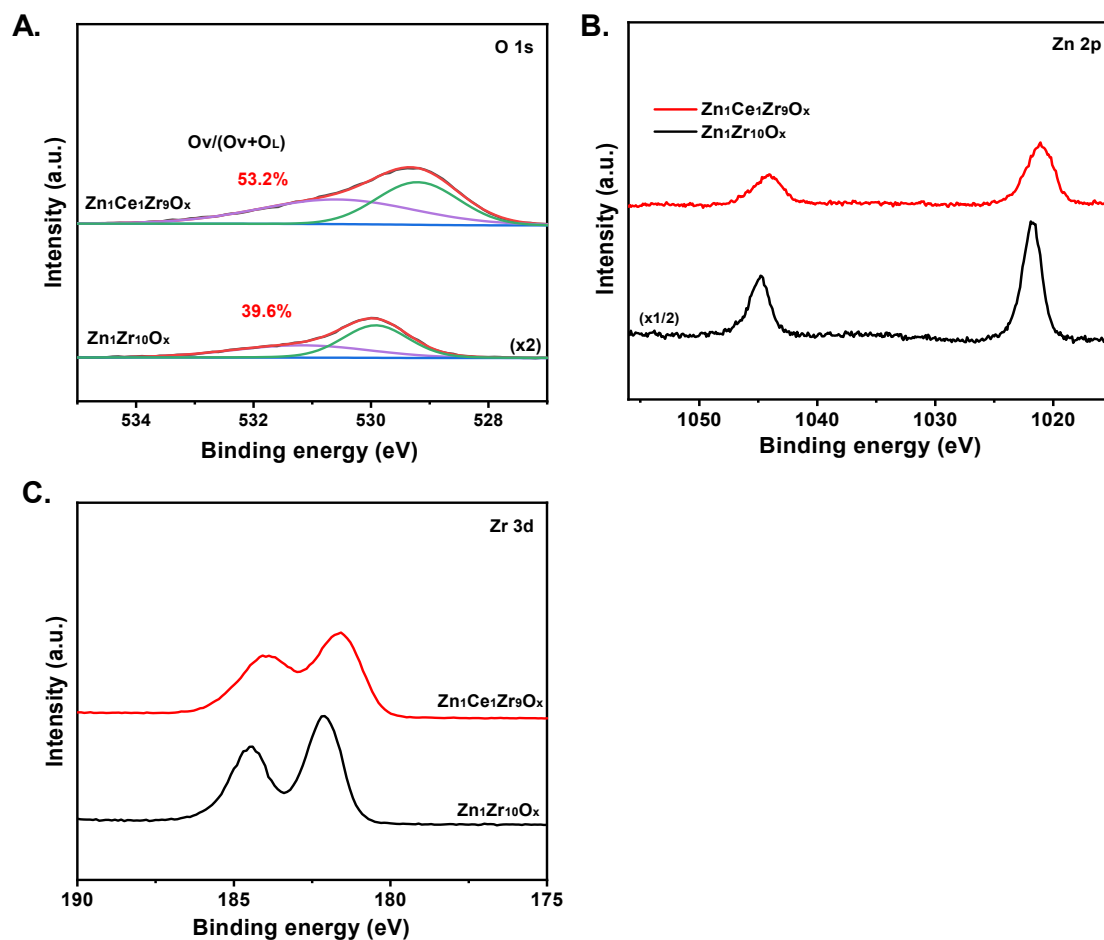 A.
O 1s
Ov/(Ov+OL)
53.2%
Zn1Ce1Zr9Ox
39.6%
Zn1Zr10Ox
(x2)
Intensity (a.u.)
534
532
530
528
Binding energy (eV)
B.
Zn 2p
Zn1Ce1Zr9Ox
Zn1Zr10Ox
(x1/2)
Intensity (a.u.)
1050
1040
1030
1020
Binding energy (eV)
C.
Zr 3d
Zn1Ce1Zr9Ox
Zn1Zr10Ox
Intensity (a.u.)
190
185
180
175
Binding energy (eV)